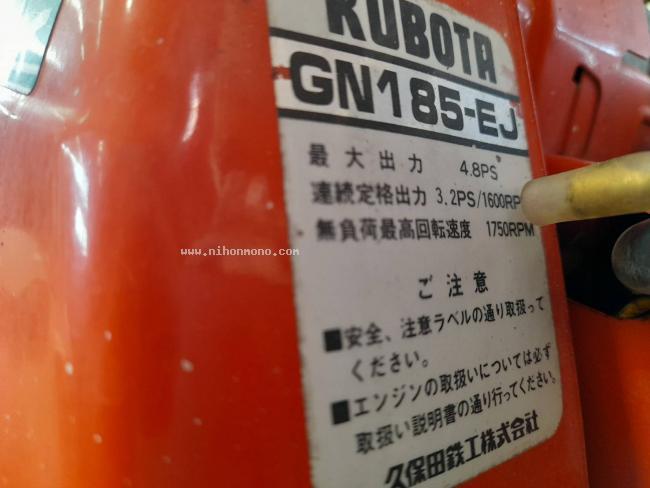 KUBOTA
GN185-EJ
最大出力 4.8PS
連続定格出力 3.2PS/1600RP
無負荷最高回転速度 1750RPM
www.nihonmono.com
ご注意
■安全、注意ラベルの通り取扱って
ください。
■エンジンの取扱いについては必ず
取扱い説明書の通り行ってください。
久保田鉄工株式会社